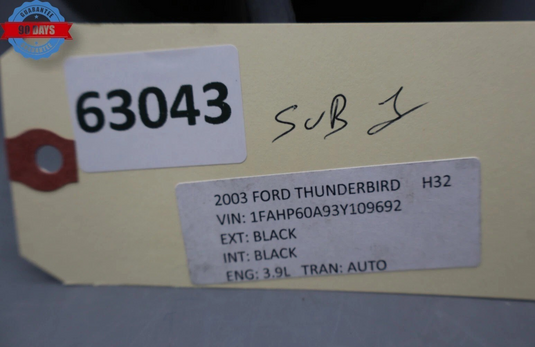 GUARANTEE
90 DAYS
63043
SUB 1
2003 FORD THUNDERBIRD H32
VIN: 1FAHP60A93Y109692
EXT: BLACK
INT: BLACK
ENG: 3.9L TRAN: AUTO